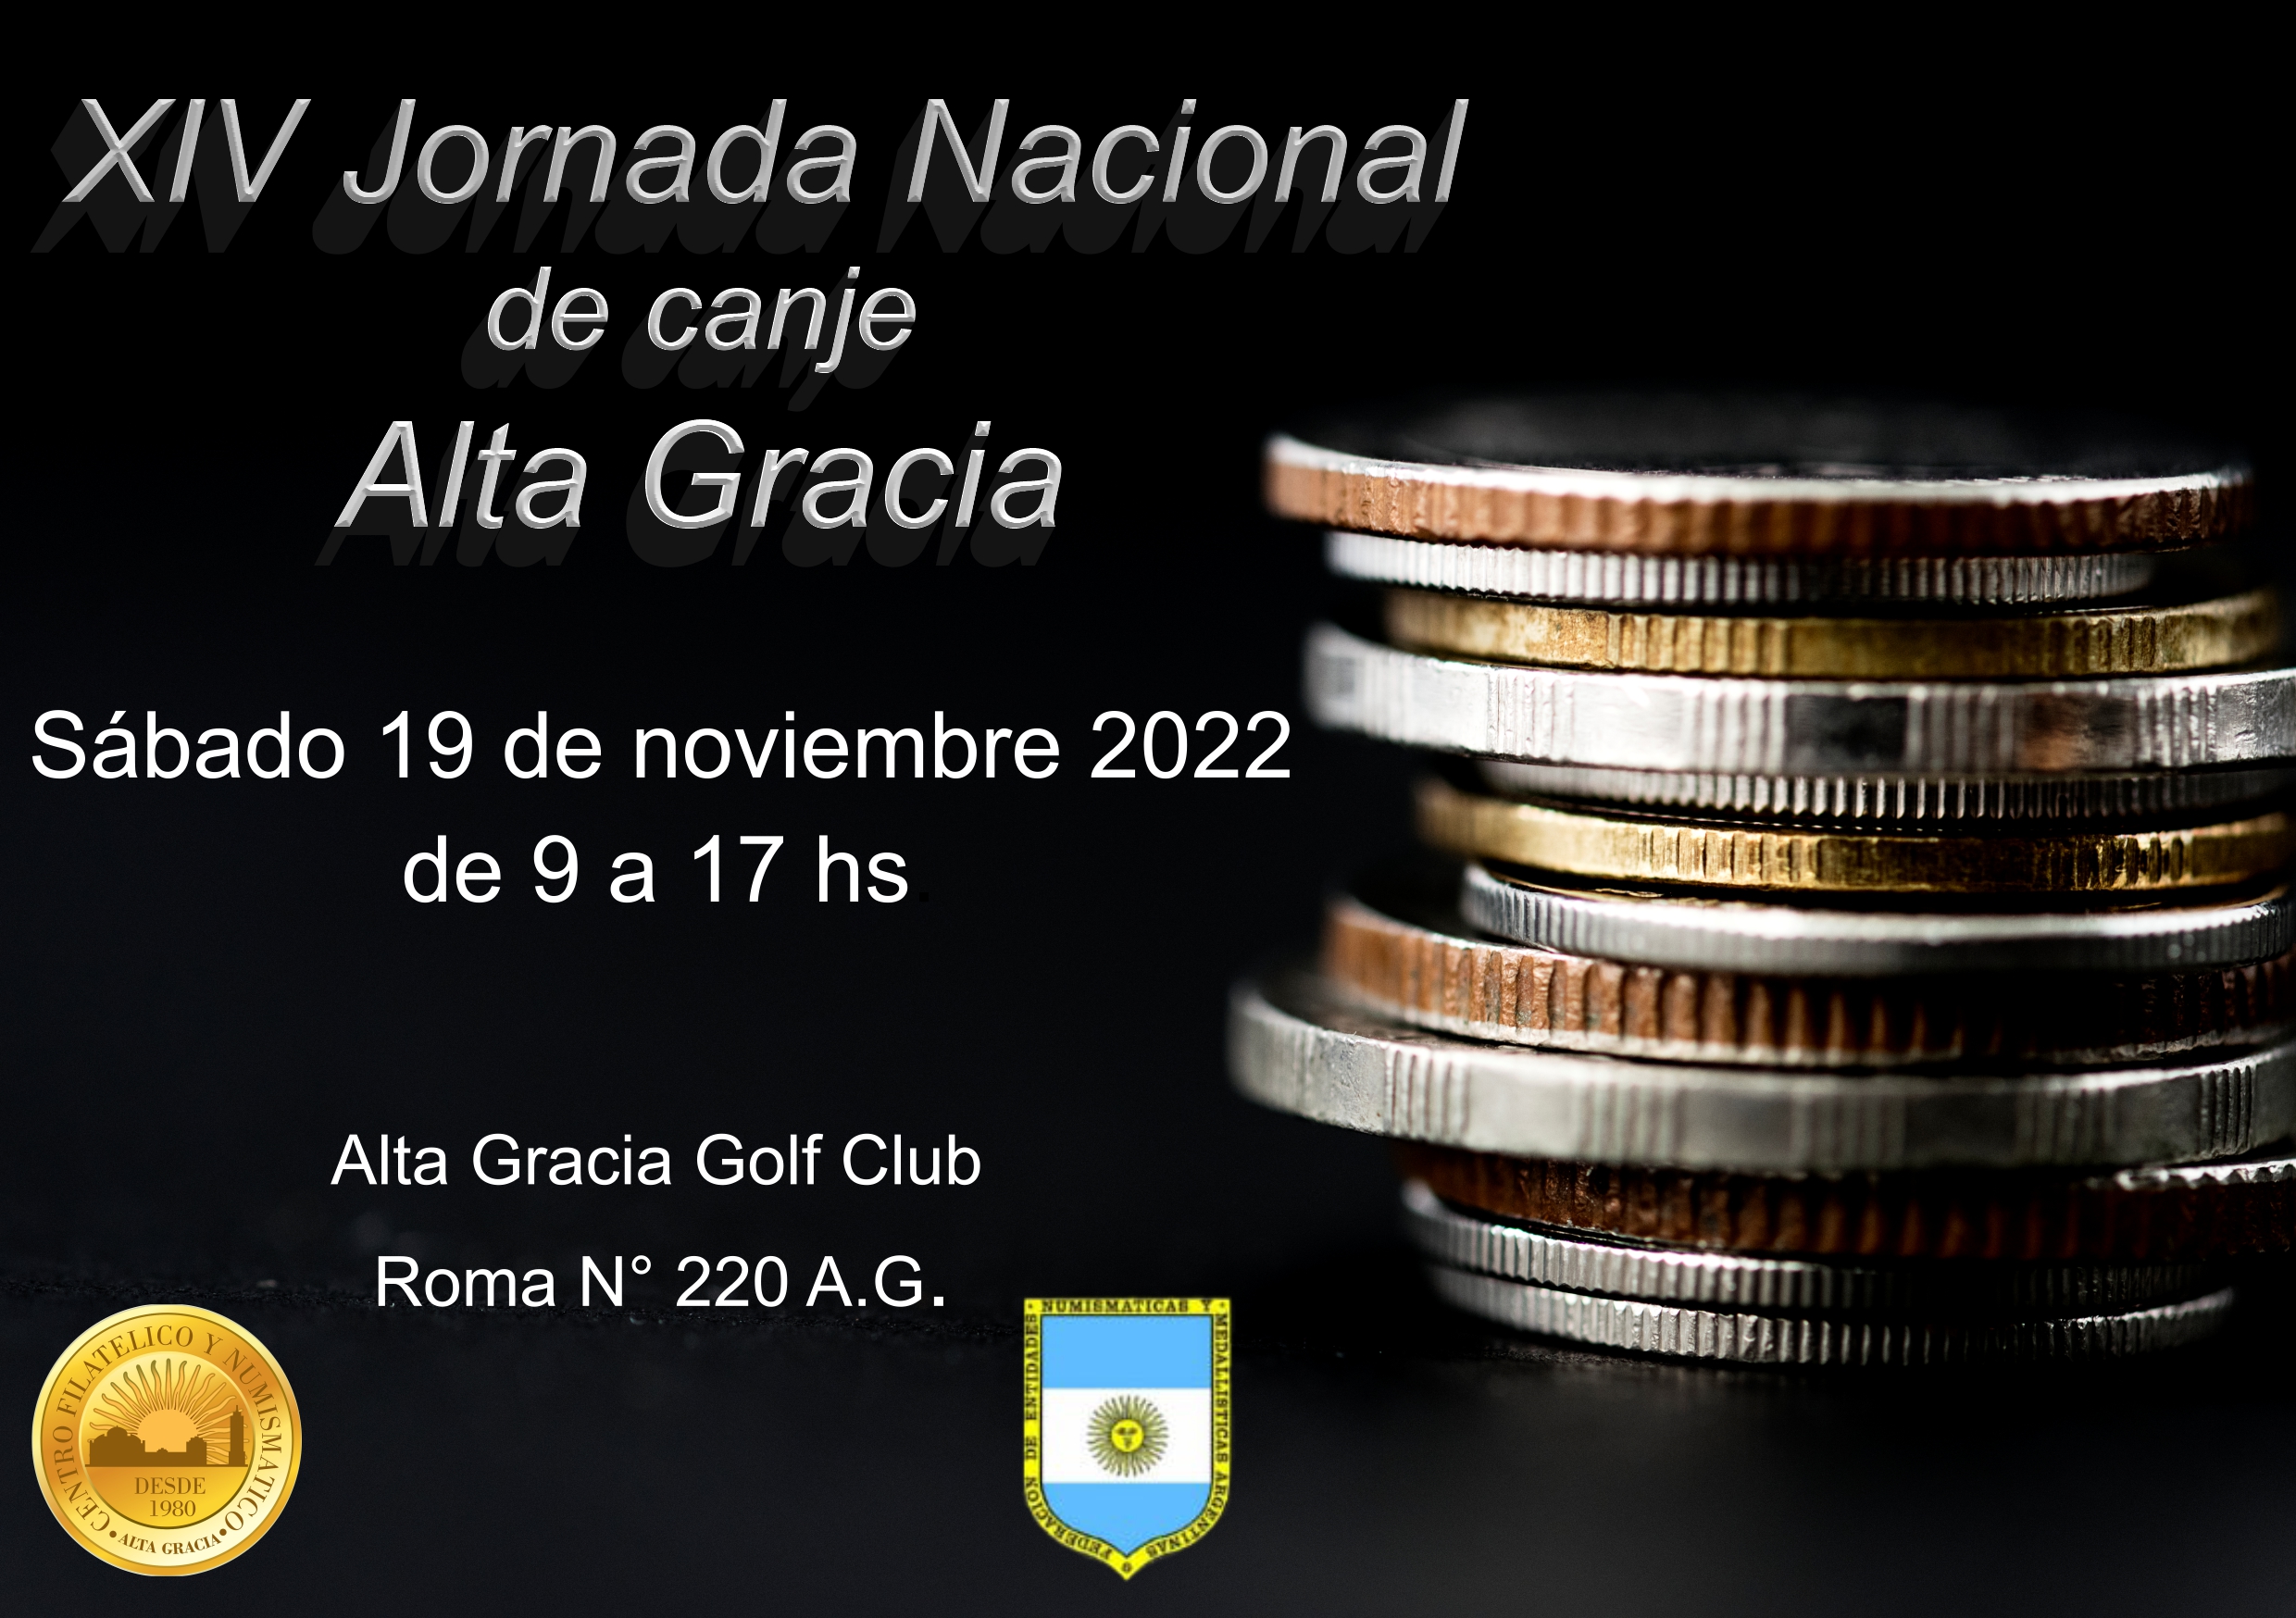 XIV Jornada Nacional
de canje
Alta Gracia
Sábado 19 de noviembre 2022
de 9 a 17 hs.
Alta Gracia Golf Club
Roma N° 220 A.G.
CENTRO FILATELICO Y NUMISMATICO
DESDE
1980
•ALTA GRACIA•
FEDERACION DE ENTIDADES • NUMISMATICAS Y • MEDALLISTICAS ARGENTINAS